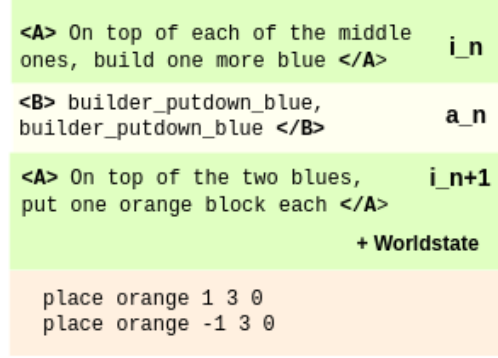 <A> On top of each of the middle
ones, build one more blue </A>
i_n
<B> builder_putdown_blue,
builder_putdown_blue </B>
a_n
<A> On top of the two blues,
put one orange block each </A>
i_n+1
+ Worldstate
place orange 1 3 0
place orange -1 3 0